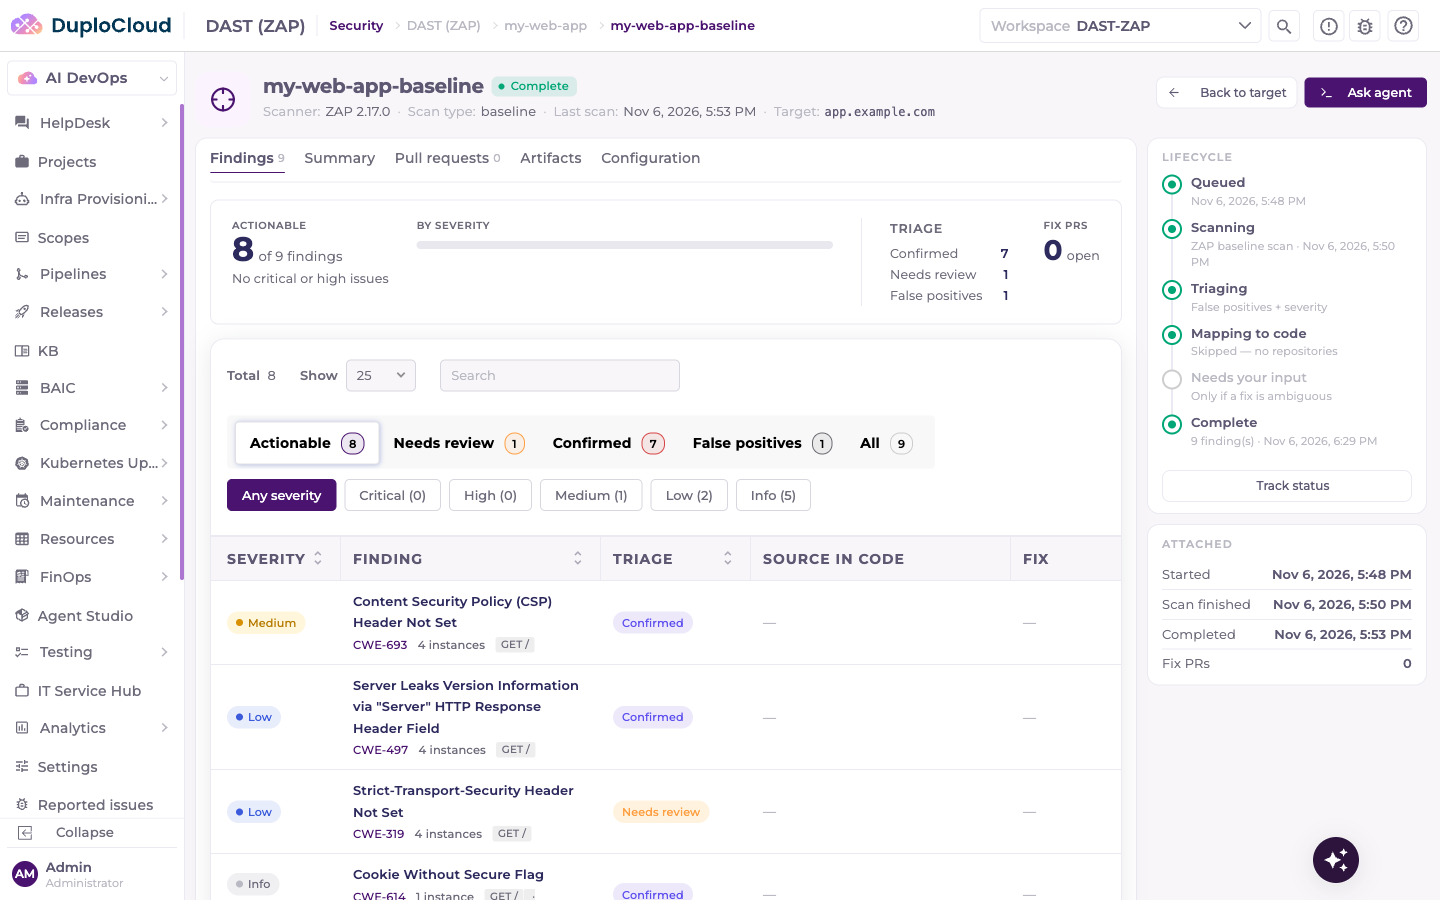 DuploCloud
DAST (ZAP)
Security
DAST (ZAP)
my-web-app
my-web-app-baseline
Workspace DAST-ZAP
AI DevOps
HelpDesk
Projects
Infra Provisioni...
Scopes
Pipelines
Releases
KB
BAIC
Compliance
Kubernetes Up...
Maintenance
Resources
FinOps
Agent Studio
Testing
IT Service Hub
Analytics
Settings
Reported issues
Collapse
AM
Admin
Administrator
my-web-app-baseline
Complete
Scanner: ZAP 2.17.0 · Scan type: baseline · Last scan: Nov 6, 2026, 5:53 PM · Target: app.example.com
Back to target
Ask agent
Findings 9
Summary
Pull requests 0
Artifacts
Configuration
ACTIONABLE
8 of 9 findings
No critical or high issues
BY SEVERITY
TRIAGE
Confirmed 7
Needs review 1
False positives 1
FIX PRS
0 open
Total 8
Show 25
Search
Actionable 8
Needs review 1
Confirmed 7
False positives 1
All 9
Any severity
Critical (0)
High (0)
Medium (1)
Low (2)
Info (5)
SEVERITY
FINDING
TRIAGE
SOURCE IN CODE
FIX
Medium
Content Security Policy (CSP)
Header Not Set
CWE-693 4 instances GET /
Confirmed
—
—
Low
Server Leaks Version Information
via "Server" HTTP Response
Header Field
CWE-497 4 instances GET /
Confirmed
—
—
Low
Strict-Transport-Security Header
Not Set
CWE-319 4 instances GET /
Needs review
—
—
Info
Cookie Without Secure Flag
CWE-614 1 instance GET /
Confirmed
—
—
LIFECYCLE
Queued
Nov 6, 2026, 5:48 PM
Scanning
ZAP baseline scan · Nov 6, 2026, 5:50
PM
Triaging
False positives + severity
Mapping to code
Skipped — no repositories
Needs your input
Only if a fix is ambiguous
Complete
9 finding(s) · Nov 6, 2026, 6:29 PM
Track status
ATTACHED
Started Nov 6, 2026, 5:48 PM
Scan finished Nov 6, 2026, 5:50 PM
Completed Nov 6, 2026, 5:53 PM
Fix PRs 0